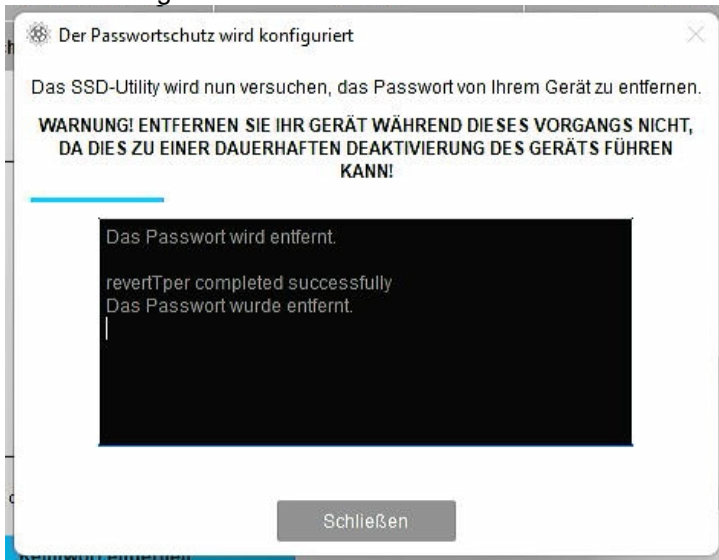 Der Passwortschutz wird konfiguriert
Das SSD-Utility wird nun versuchen, das Passwort von Ihrem Gerät zu entfernen.
WARNUNG! ENTFERNEN SIE IHR GERÄT WÄHREND DIESES VORGANGS NICHT,
DA DIES ZU EINER DAUERHAFTEN DEAKTIVIERUNG DES GERÄTS FÜHREN
KANN!
Das Passwort wird entfernt.
revertTper completed successfully
Das Passwort wurde entfernt.
Schließen